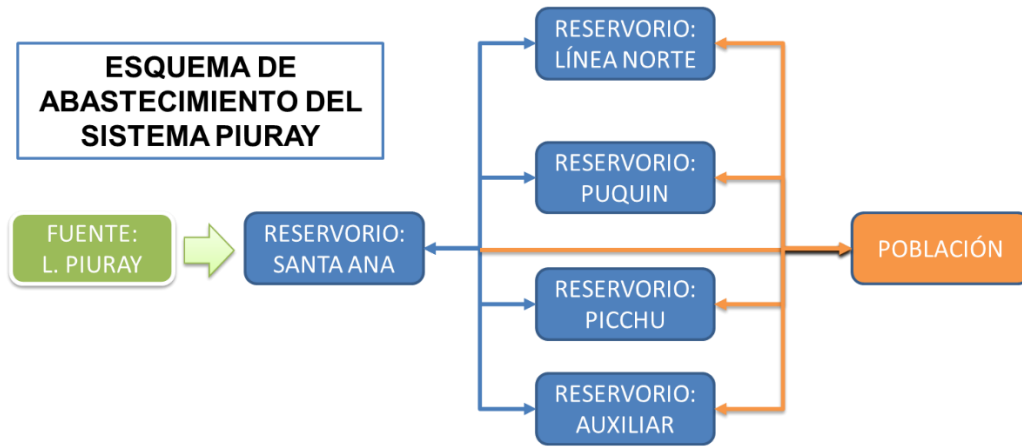 ESQUEMA DE
ABASTECIMIENTO DEL
SISTEMA PIURAY
FUENTE:
L. PIURAY
RESERVORIO:
SANTA ANA
RESERVORIO:
LÍNEA NORTE
RESERVORIO:
PUQUIN
RESERVORIO:
PICCHU
RESERVORIO:
AUXILIAR
POBLACIÓN